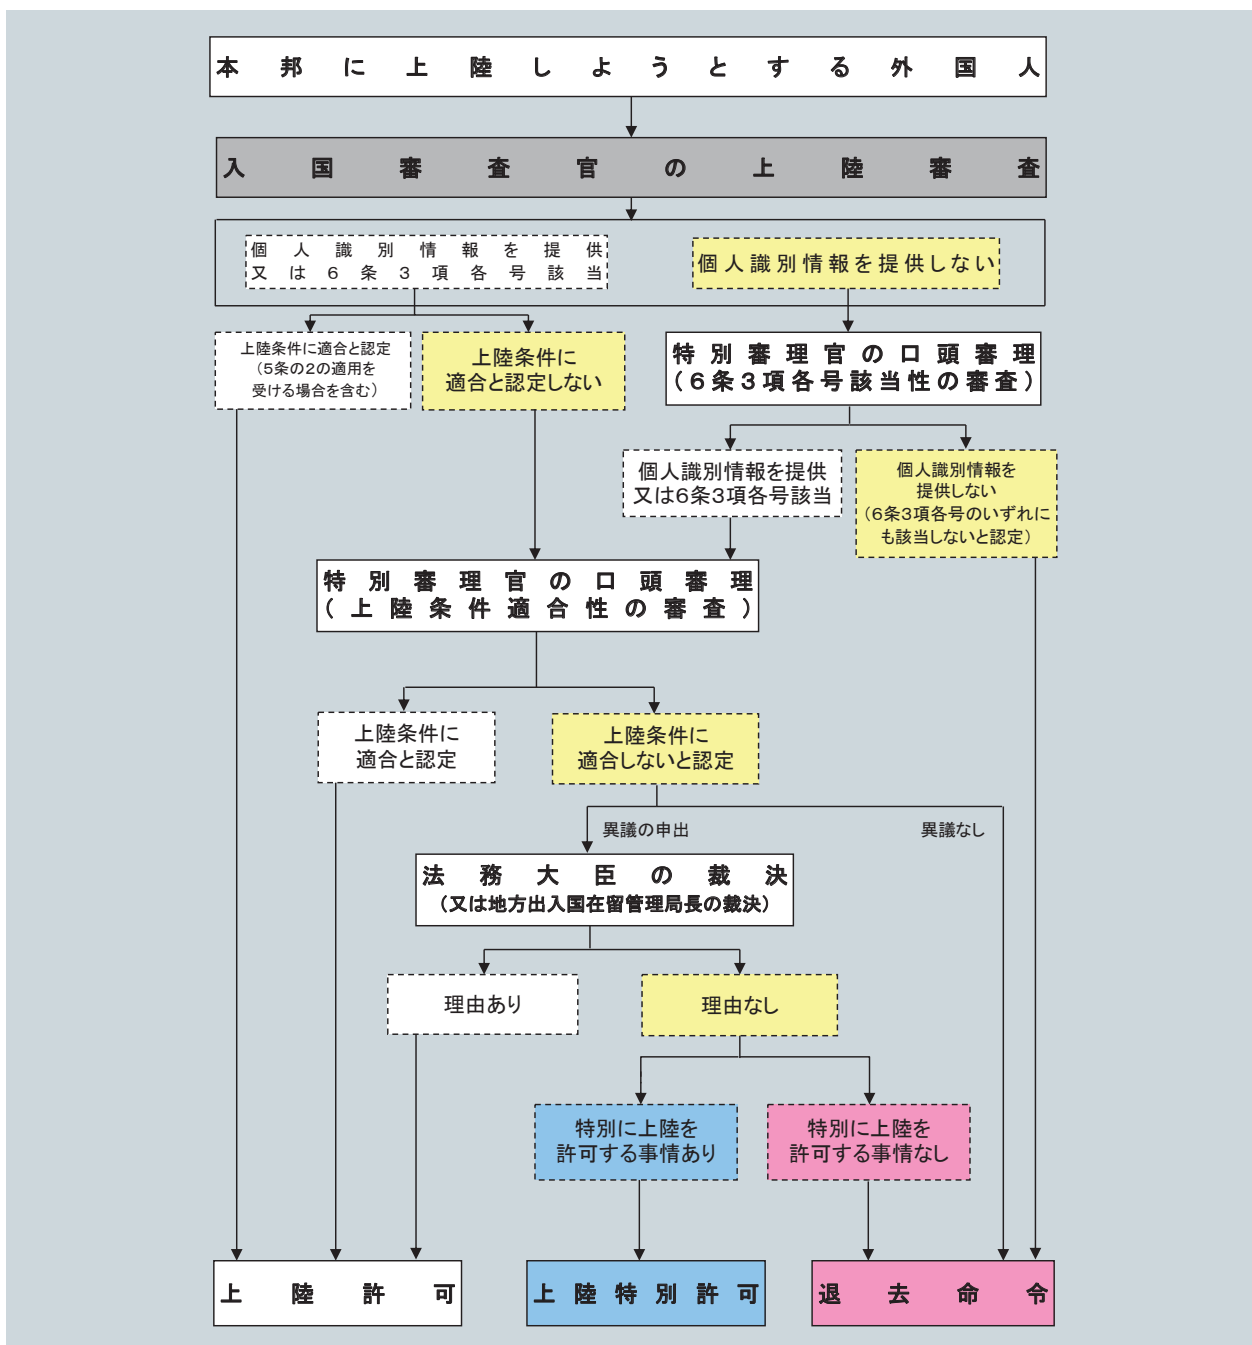 本邦に上陸しようとする外国人
入国審査官の上陸審査
個人識別情報を提供
又は6条3項各号該当
個人識別情報を提供しない
上陸条件に適合と認定
（5条の2の適用を
受ける場合を含む）
上陸条件に
適合と認定しない
特別審理官の口頭審理
（6条3項各号該当性の審査）
個人識別情報を提供
又は6条3項各号該当
個人識別情報を
提供しない
（6条3項各号のいずれに
も該当しないと認定）
特別審理官の口頭審理
（上陸条件適合性の審査）
上陸条件に
適合と認定
上陸条件に
適合しないと認定
異議の申出
異議なし
法務大臣の裁決
（又は地方出入国在留管理局長の裁決）
理由あり
理由なし
特別に上陸を
許可する事情あり
特別に上陸を
許可する事情なし
上陸許可
上陸特別許可
退去命令